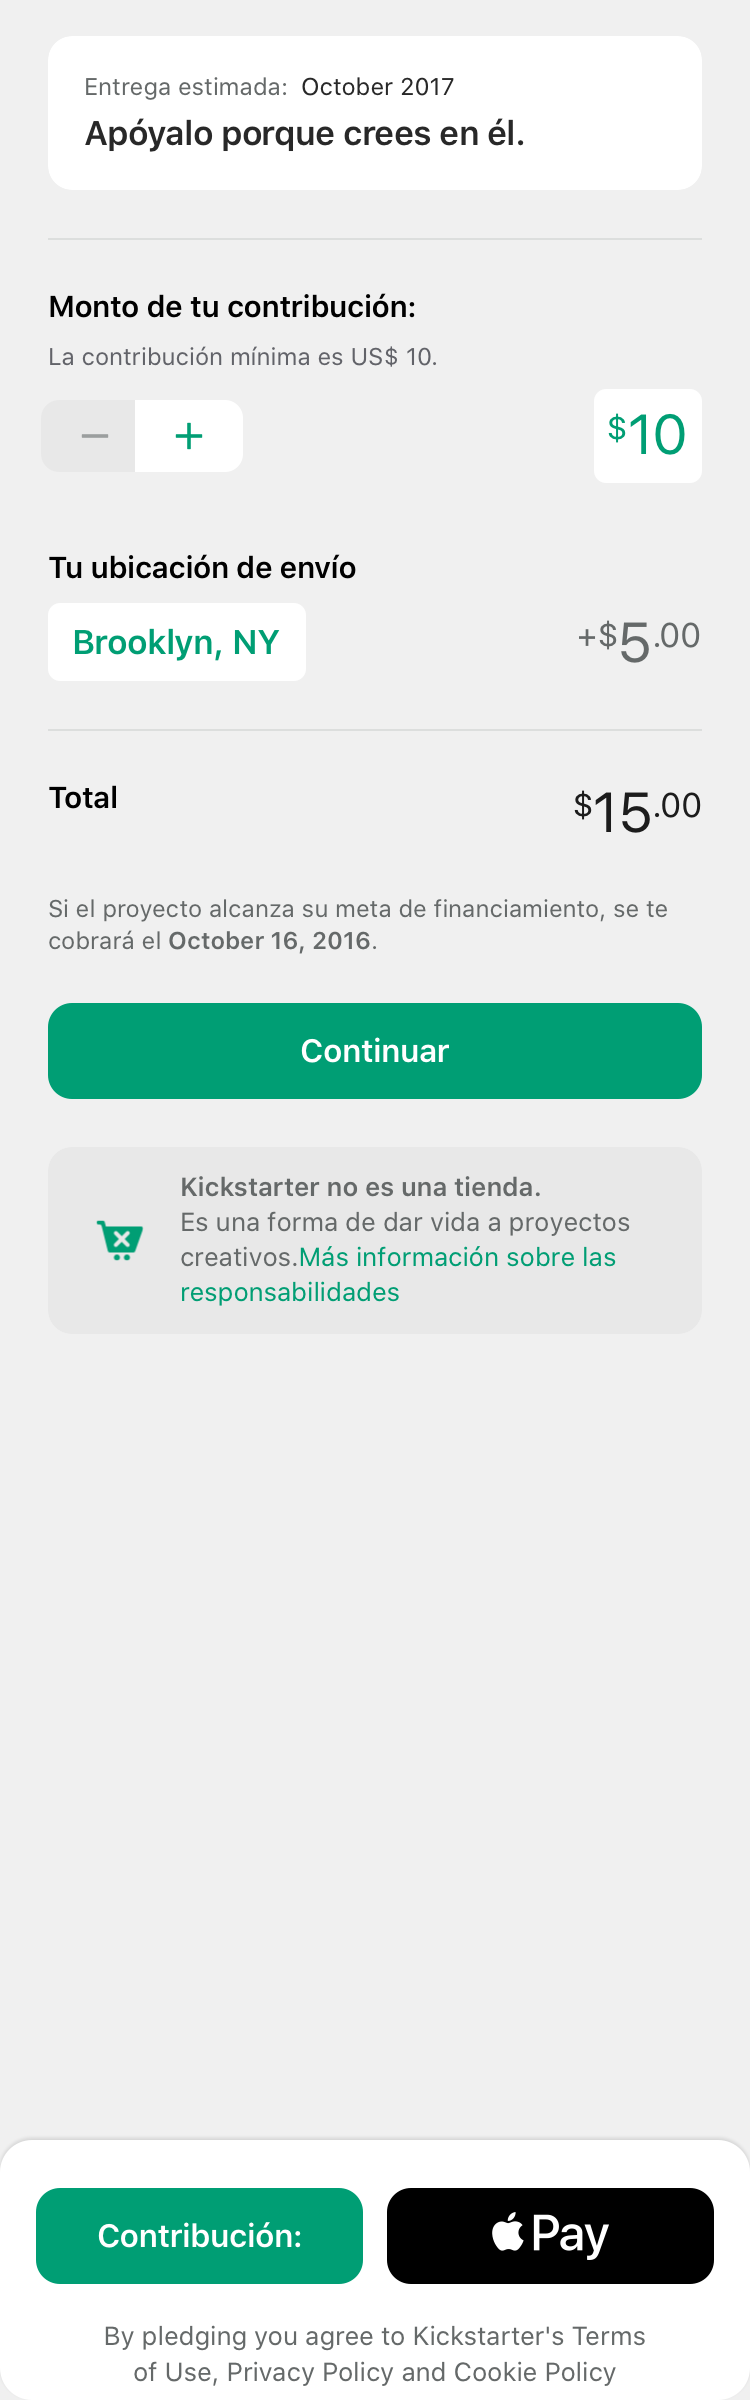 Entrega estimada: October 2017
Apóyalo porque crees en él.
Monto de tu contribución:
La contribución mínima es US$ 10.
− +
$10
Tu ubicación de envío
Brooklyn, NY
+$5.00
Total
$15.00
Si el proyecto alcanza su meta de financiamiento, se te
cobrará el October 16, 2016.
Continuar
Kickstarter no es una tienda.
Es una forma de dar vida a proyectos
creativos.Más información sobre las
responsabilidades
Contribución:
Pay
By pledging you agree to Kickstarter's Terms
of Use, Privacy Policy and Cookie Policy